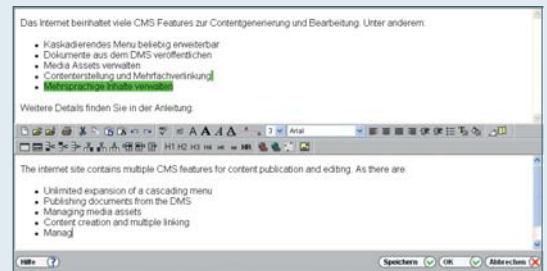 Das Internet beinhaltet viele CMS Features zur Contentgenerierung und Bearbeitung. Unter anderem:
Kaskadierendes Menu beliebig erweiterbar
Dokumente aus dem DMS veröffentlichen
Media Assets verwalten
Contenterstellung und Mehrfachverlinkung
Mehrsprachige Inhalte verwalten
Weitere Details finden Sie in der Anleitung.
A A A A A 3 Arial
H1 H2 H3 H4 HR
The internet site contains multiple CMS features for content publication and editing. As there are:
Unlimited expansion of a cascading menu
Publishing documents from the DMS
Managing media assets
Content creation and multiple linking
Manag
Hilfe (?) Speichern OK Abbrechen